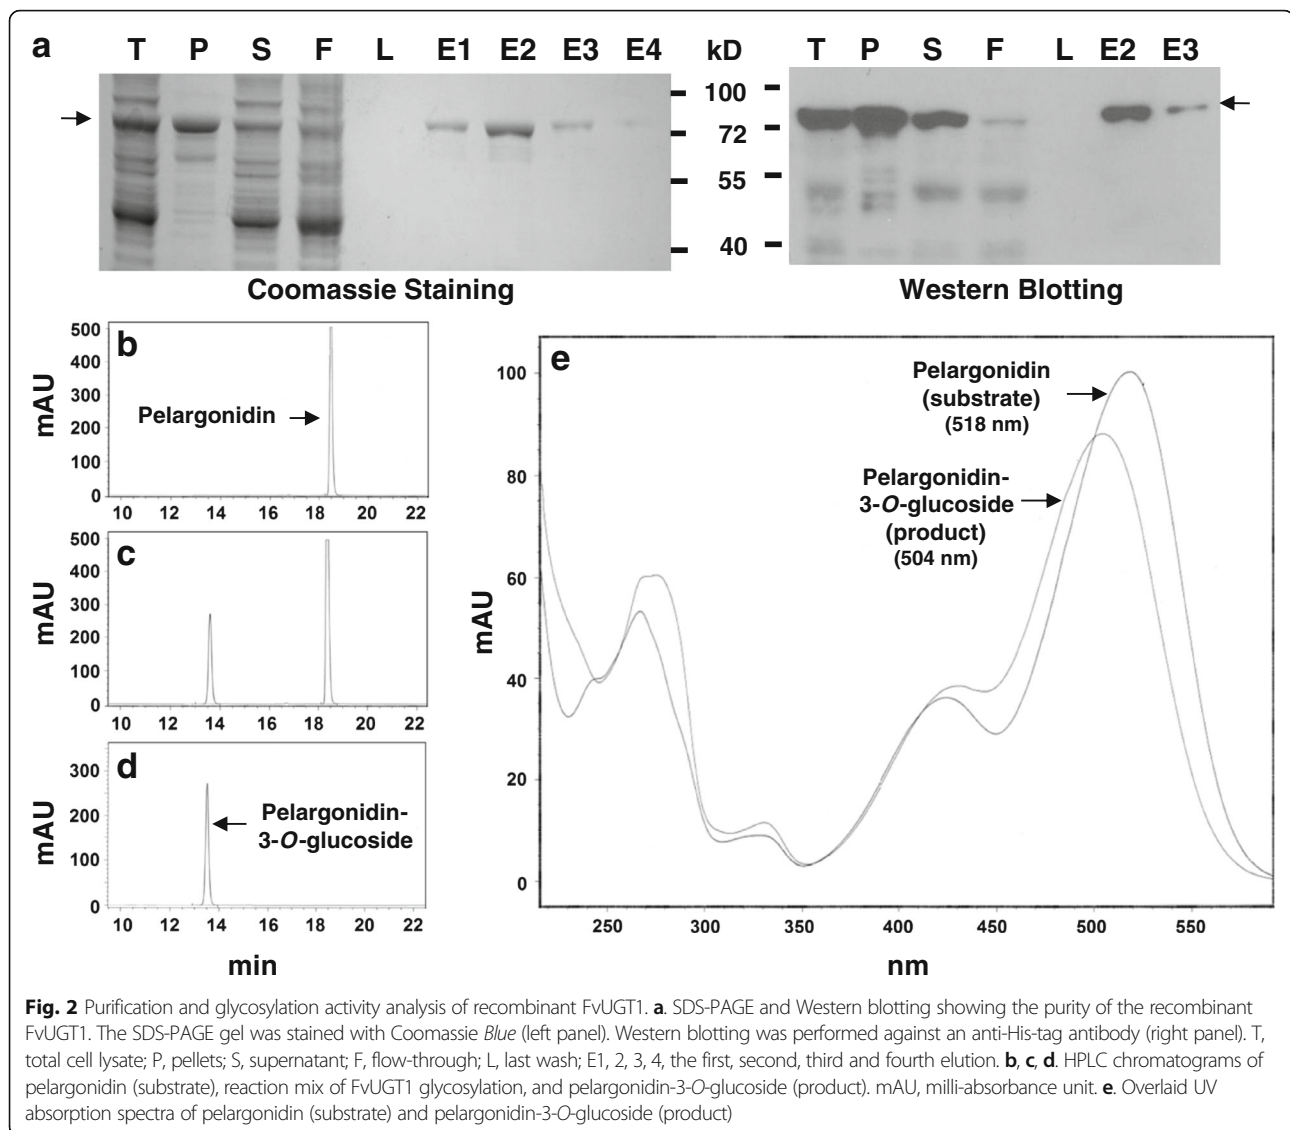 a
T P S F L E1 E2 E3 E4 kD T P S F L E2 E3
100
72
55
40
Coomassie Staining
Western Blotting
b
500
400
300
200
100
0
mAU
Pelargonidin
10 12 14 16 18 20 22
c
500
400
300
200
100
0
mAU
10 12 14 16 18 20 22
d
300
200
100
0
mAU
Pelargonidin-
3-O-glucoside
10 12 14 16 18 20 22
min
e
100
80
60
40
20
0
mAU
Pelargonidin
(substrate)
(518 nm)
Pelargonidin-
3-O-glucoside
(product)
(504 nm)
250 300 350 400 450 500 550
nm
Fig. 2 Purification and glycosylation activity analysis of recombinant FvUGT1. a. SDS-PAGE and Western blotting showing the purity of the recombinant
FvUGT1. The SDS-PAGE gel was stained with Coomassie Blue (left panel). Western blotting was performed against an anti-His-tag antibody (right panel). T,
total cell lysate; P, pellets; S, supernatant; F, flow-through; L, last wash; E1, 2, 3, 4, the first, second, third and fourth elution. b, c, d. HPLC chromatograms of
pelargonidin (substrate), reaction mix of FvUGT1 glycosylation, and pelargonidin-3-O-glucoside (product). mAU, milli-absorbance unit. e. Overlaid UV
absorption spectra of pelargonidin (substrate) and pelargonidin-3-O-glucoside (product)